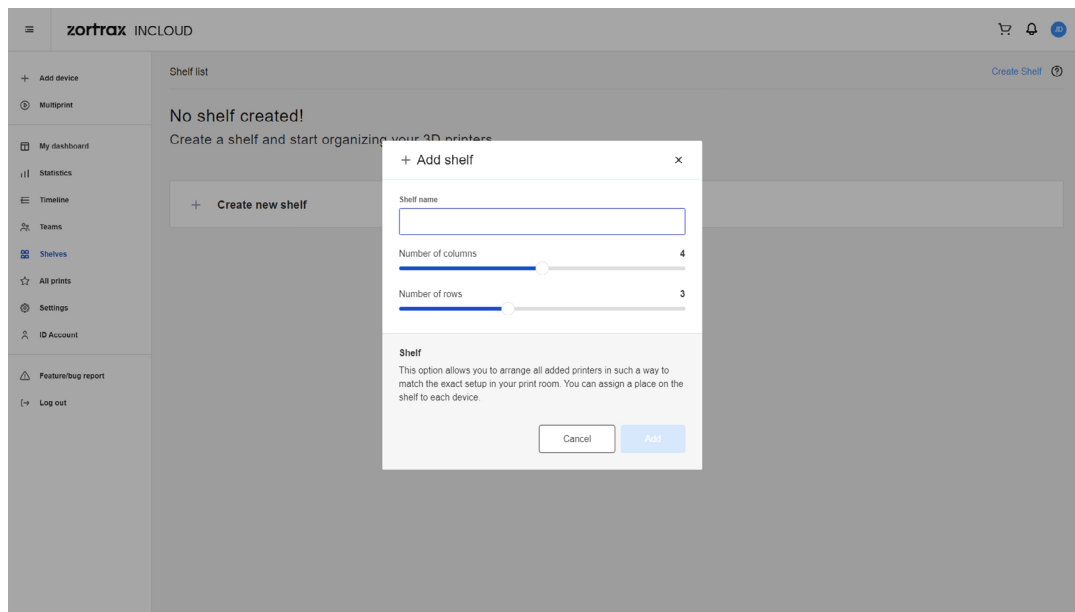 zortrax INCLOUD
JD
Add device
Multiprint
My dashboard
Statistics
Timeline
Teams
Shelves
All prints
Settings
ID Account
Feature/bug report
Log out
Shelf list
Create Shelf
No shelf created!
Create a shelf and start organizing your 3D printers
Create new shelf
+ Add shelf
Shelf name
Number of columns 4
Number of rows 3
Shelf
This option allows you to arrange all added printers in such a way to
match the exact setup in your print room. You can assign a place on the
shelf to each device.
Cancel
Add